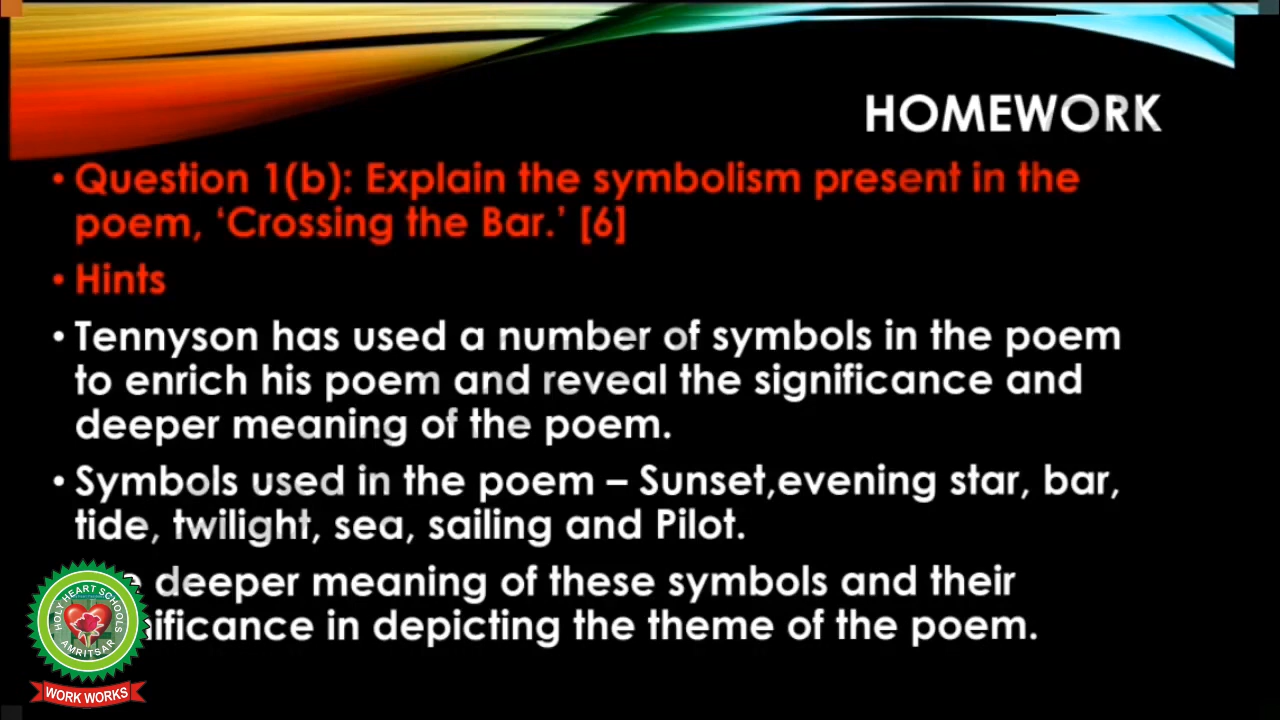 HOMEWORK
• Question 1(b): Explain the symbolism present in the
poem, ‘Crossing the Bar.’ [6]
• Hints
• Tennyson has used a number of symbols in the poem
to enrich his poem and reveal the significance and
deeper meaning of the poem.
• Symbols used in the poem – Sunset,evening star, bar,
tide, twilight, sea, sailing and Pilot.
deeper meaning of these symbols and their
ificance in depicting the theme of the poem.
HOLY HEART SCHOOLS
AMRITSAR
WORK WORKS